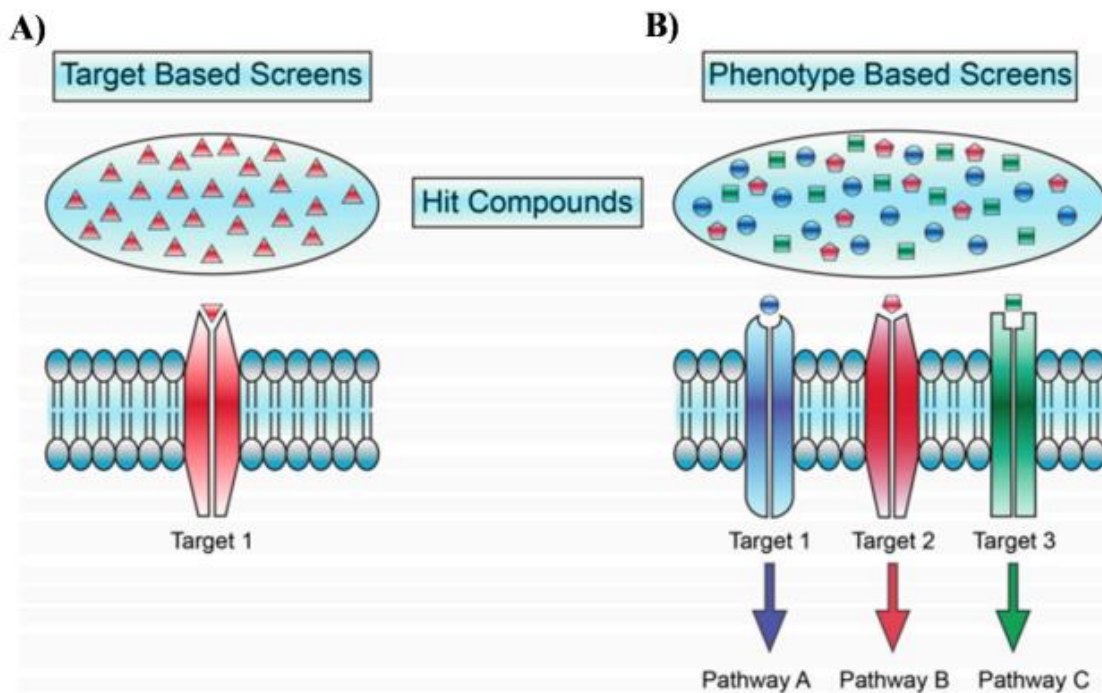 A)
B)
Target Based Screens
Phenotype Based Screens
Hit Compounds
Target 1
Target 1
Target 2
Target 3
Pathway A
Pathway B
Pathway C